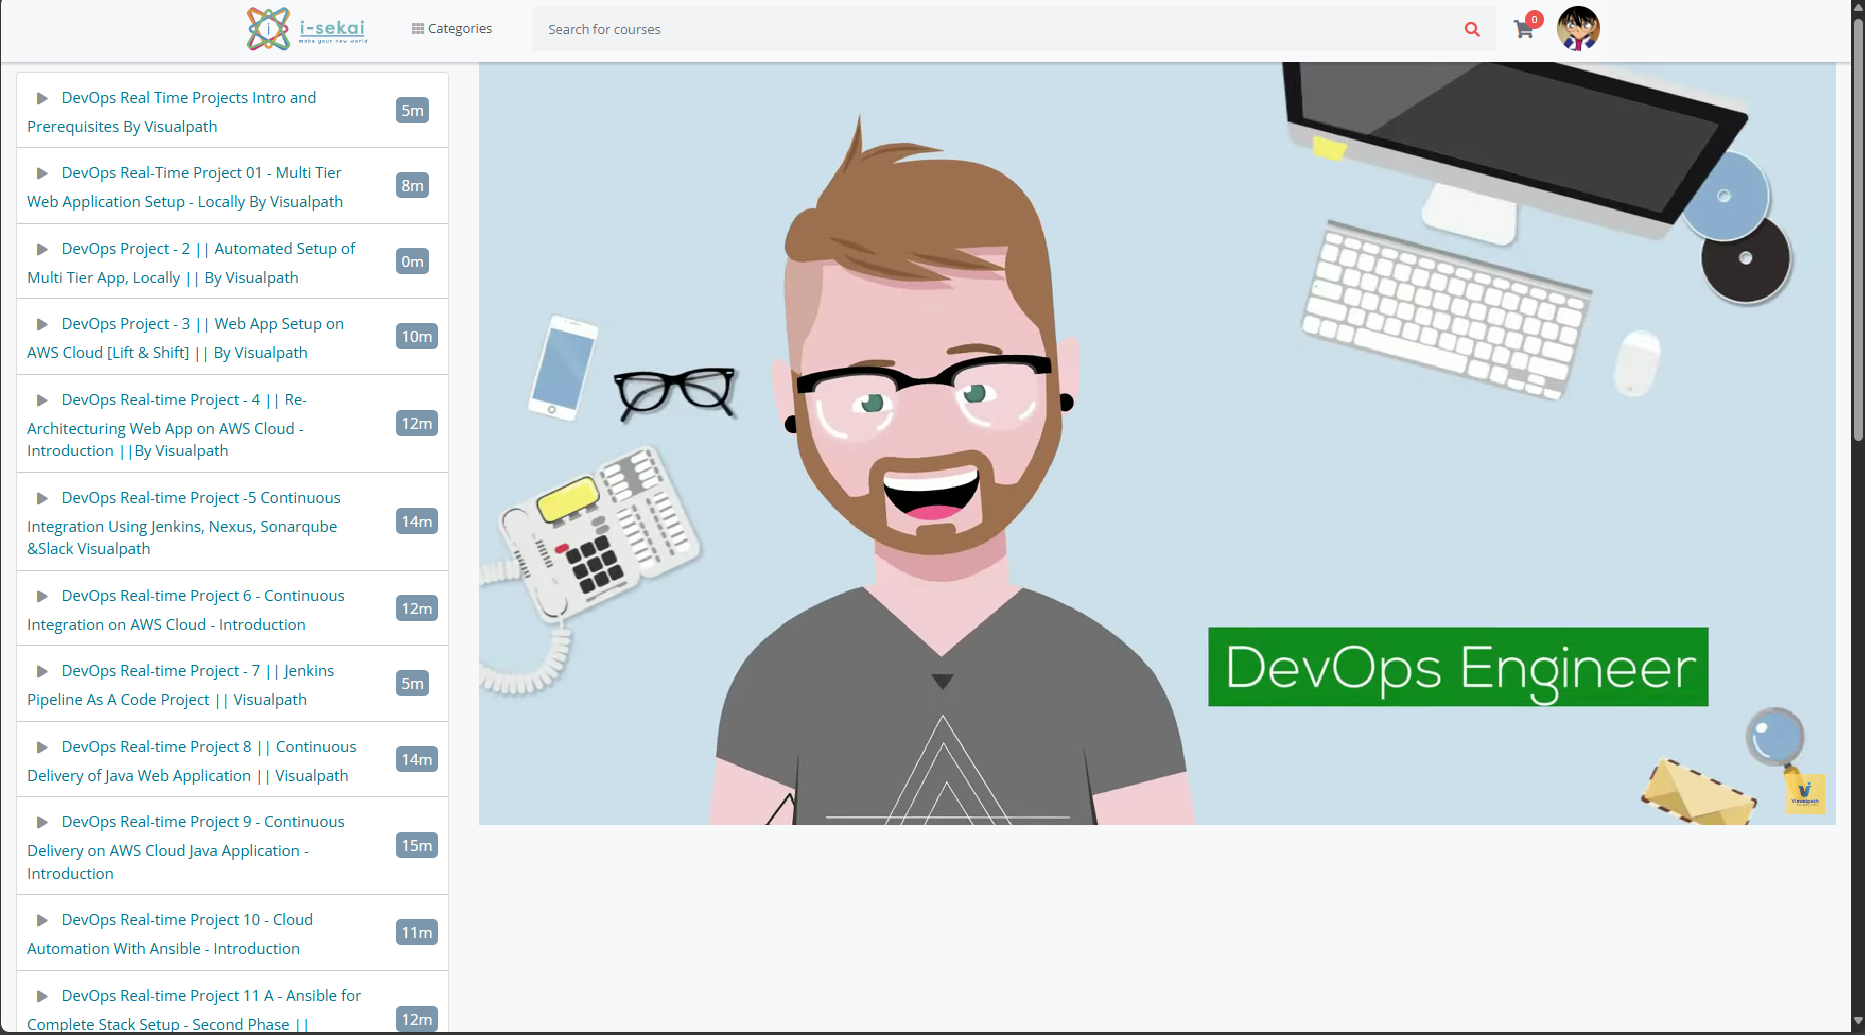 i-sekai
make your new world
Categories
Search for courses
0
DevOps Real Time Projects Intro and
Prerequisites By Visualpath
5m
DevOps Real-Time Project 01 - Multi Tier
Web Application Setup - Locally By Visualpath
8m
DevOps Project - 2 || Automated Setup of
Multi Tier App, Locally || By Visualpath
0m
DevOps Project - 3 || Web App Setup on
AWS Cloud [Lift & Shift] || By Visualpath
10m
DevOps Real-time Project - 4 || Re-
Architecturing Web App on AWS Cloud -
Introduction ||By Visualpath
12m
DevOps Real-time Project -5 Continuous
Integration Using Jenkins, Nexus, Sonarqube
&Slack Visualpath
14m
DevOps Real-time Project 6 - Continuous
Integration on AWS Cloud - Introduction
12m
DevOps Real-time Project - 7 || Jenkins
Pipeline As A Code Project || Visualpath
5m
DevOps Real-time Project 8 || Continuous
Delivery of Java Web Application || Visualpath
14m
DevOps Real-time Project 9 - Continuous
Delivery on AWS Cloud Java Application -
Introduction
15m
DevOps Real-time Project 10 - Cloud
Automation With Ansible - Introduction
11m
DevOps Real-time Project 11 A - Ansible for
Complete Stack Setup - Second Phase ||
12m
DevOps Engineer
Visualpath